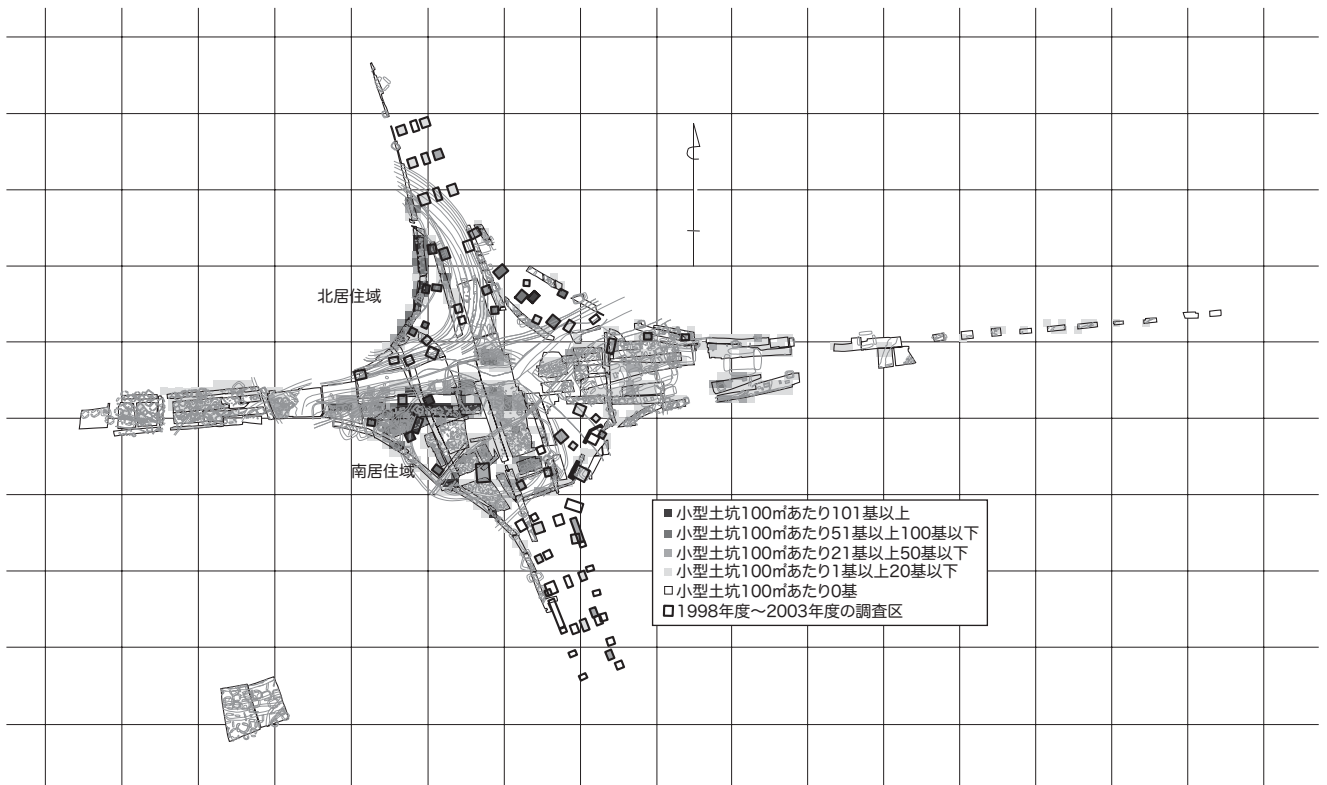 北居住域
南居住域
■小型土坑100㎡あたり101基以上
■小型土坑100㎡あたり51基以上100基以下
■小型土坑100㎡あたり21基以上50基以下
■小型土坑100㎡あたり1基以上20基以下
□小型土坑100㎡あたり0基
□1998年度〜2003年度の調査区